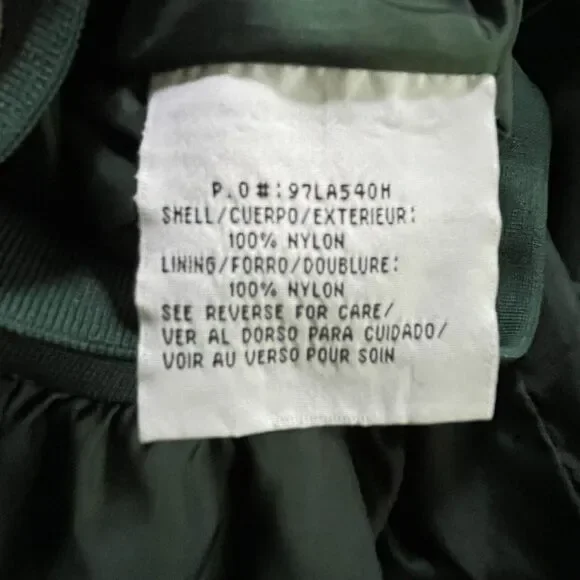 P.O #:97LA540H
SHELL/CUERPO/EXTERIEUR:
100% NYLON
LINING/FORRO/DOUBLURE:
100% NYLON
SEE REVERSE FOR CARE/
VER AL DORSO PARA CUIDADO/
VOIR AU VERSO POUR SOIN